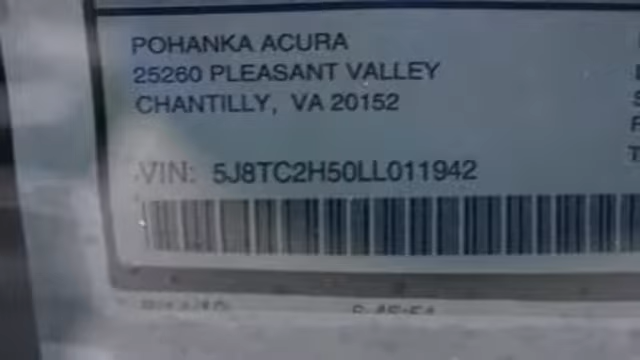 POHANKA ACURA
25260 PLEASANT VALLEY
CHANTILLY, VA 20152
VIN: 5J8TC2H50LL011942